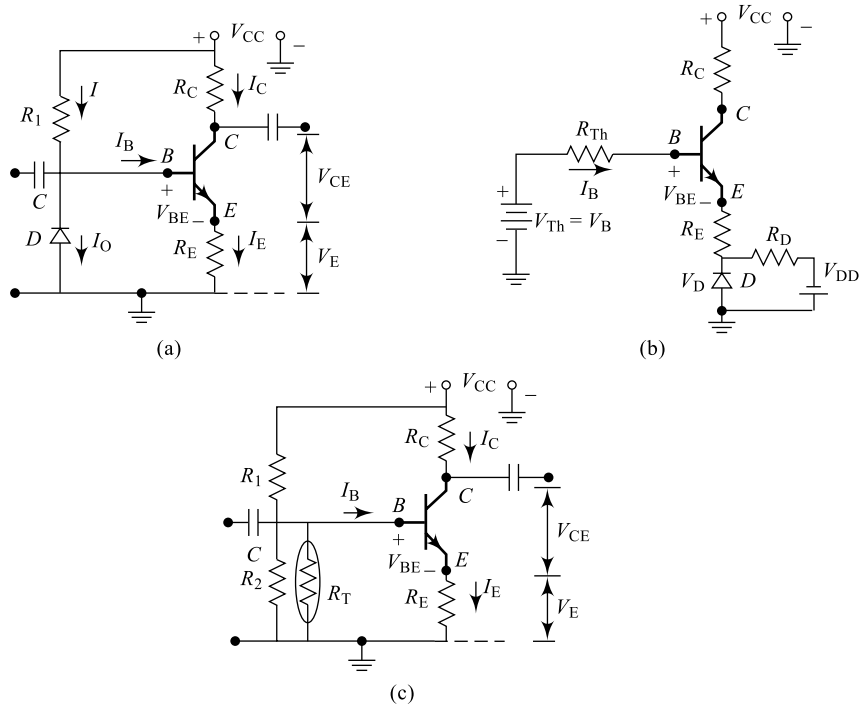 + V_CC −
R_C I_C
R_1 I
I_B B C
C + V_BE − E V_CE
D I_O R_E I_E V_E
(a)
+ V_CC −
R_C
C
R_Th B
I_B + V_BE − E
+ − V_Th = V_B
R_E R_D
V_D D V_DD
(b)
+ V_CC −
R_C I_C
R_1
I_B B C
C + V_BE − E V_CE
R_2 R_T R_E I_E V_E
(c)